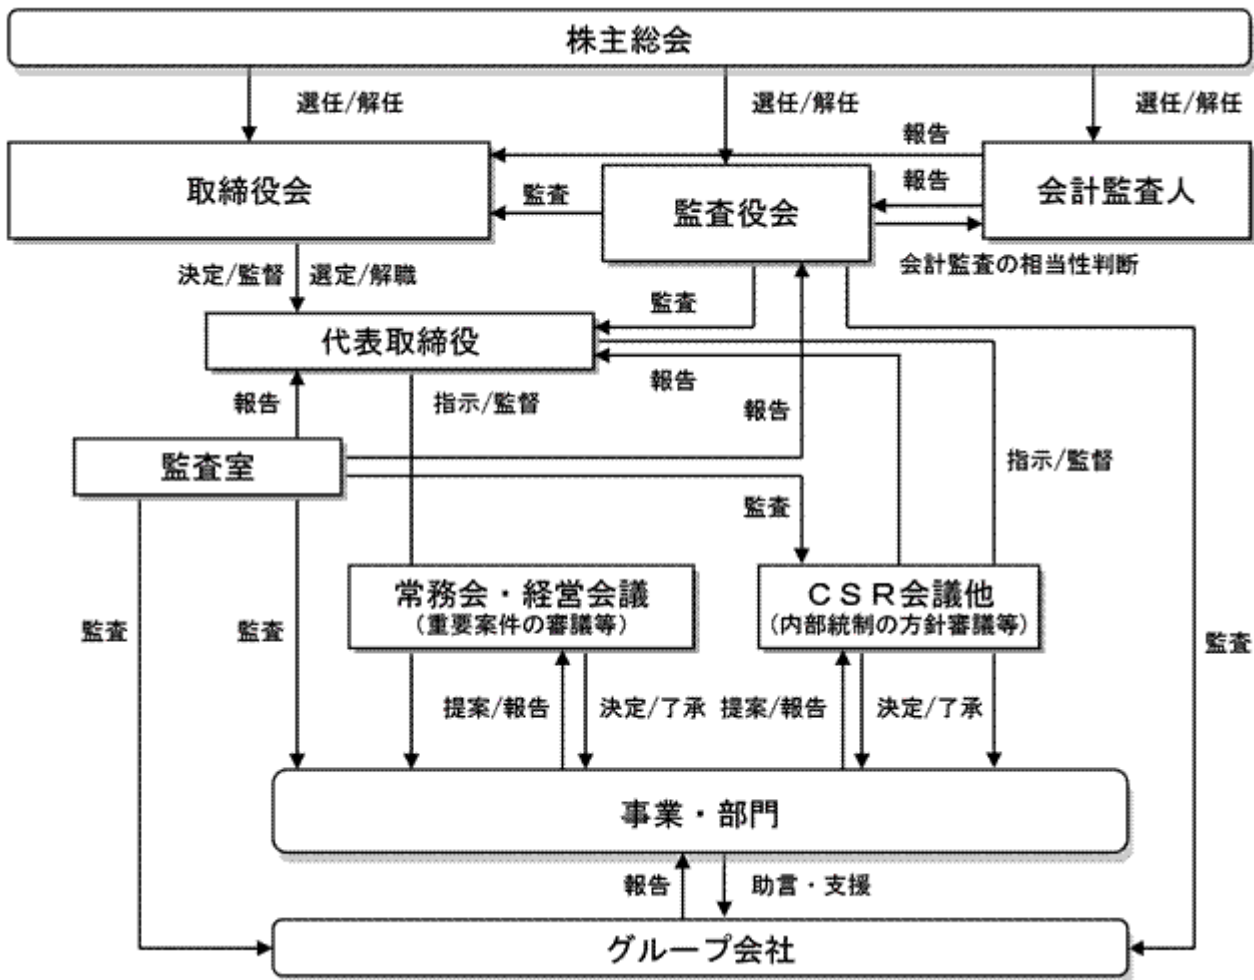 株主総会
選任/解任
選任/解任
選任/解任
報告
取締役会
監査
監査役会
報告
会計監査人
会計監査の相当性判断
決定/監督
選定/解職
監査
代表取締役
報告
報告
指示/監督
報告
監査室
指示/監督
監査
常務会・経営会議
(重要案件の審議等)
CSR会議他
(内部統制の方針審議等)
監査
監査
監査
提案/報告
決定/了承
提案/報告
決定/了承
事業・部門
報告
助言・支援
グループ会社